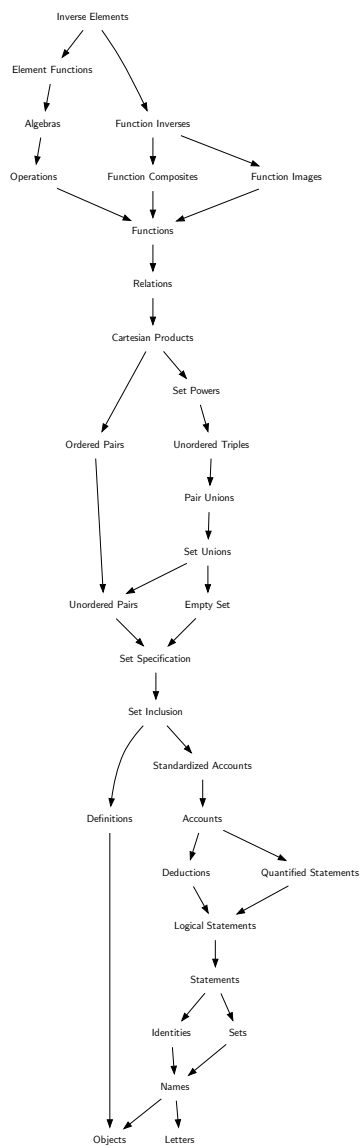 Inverse Elements
Element Functions
Algebras
Function Inverses
Operations
Function Composites
Function Images
Functions
Relations
Cartesian Products
Set Powers
Ordered Pairs
Unordered Triples
Pair Unions
Set Unions
Unordered Pairs
Empty Set
Set Specification
Set Inclusion
Standardized Accounts
Definitions
Accounts
Deductions
Quantified Statements
Logical Statements
Statements
Identities
Sets
Names
Objects
Letters